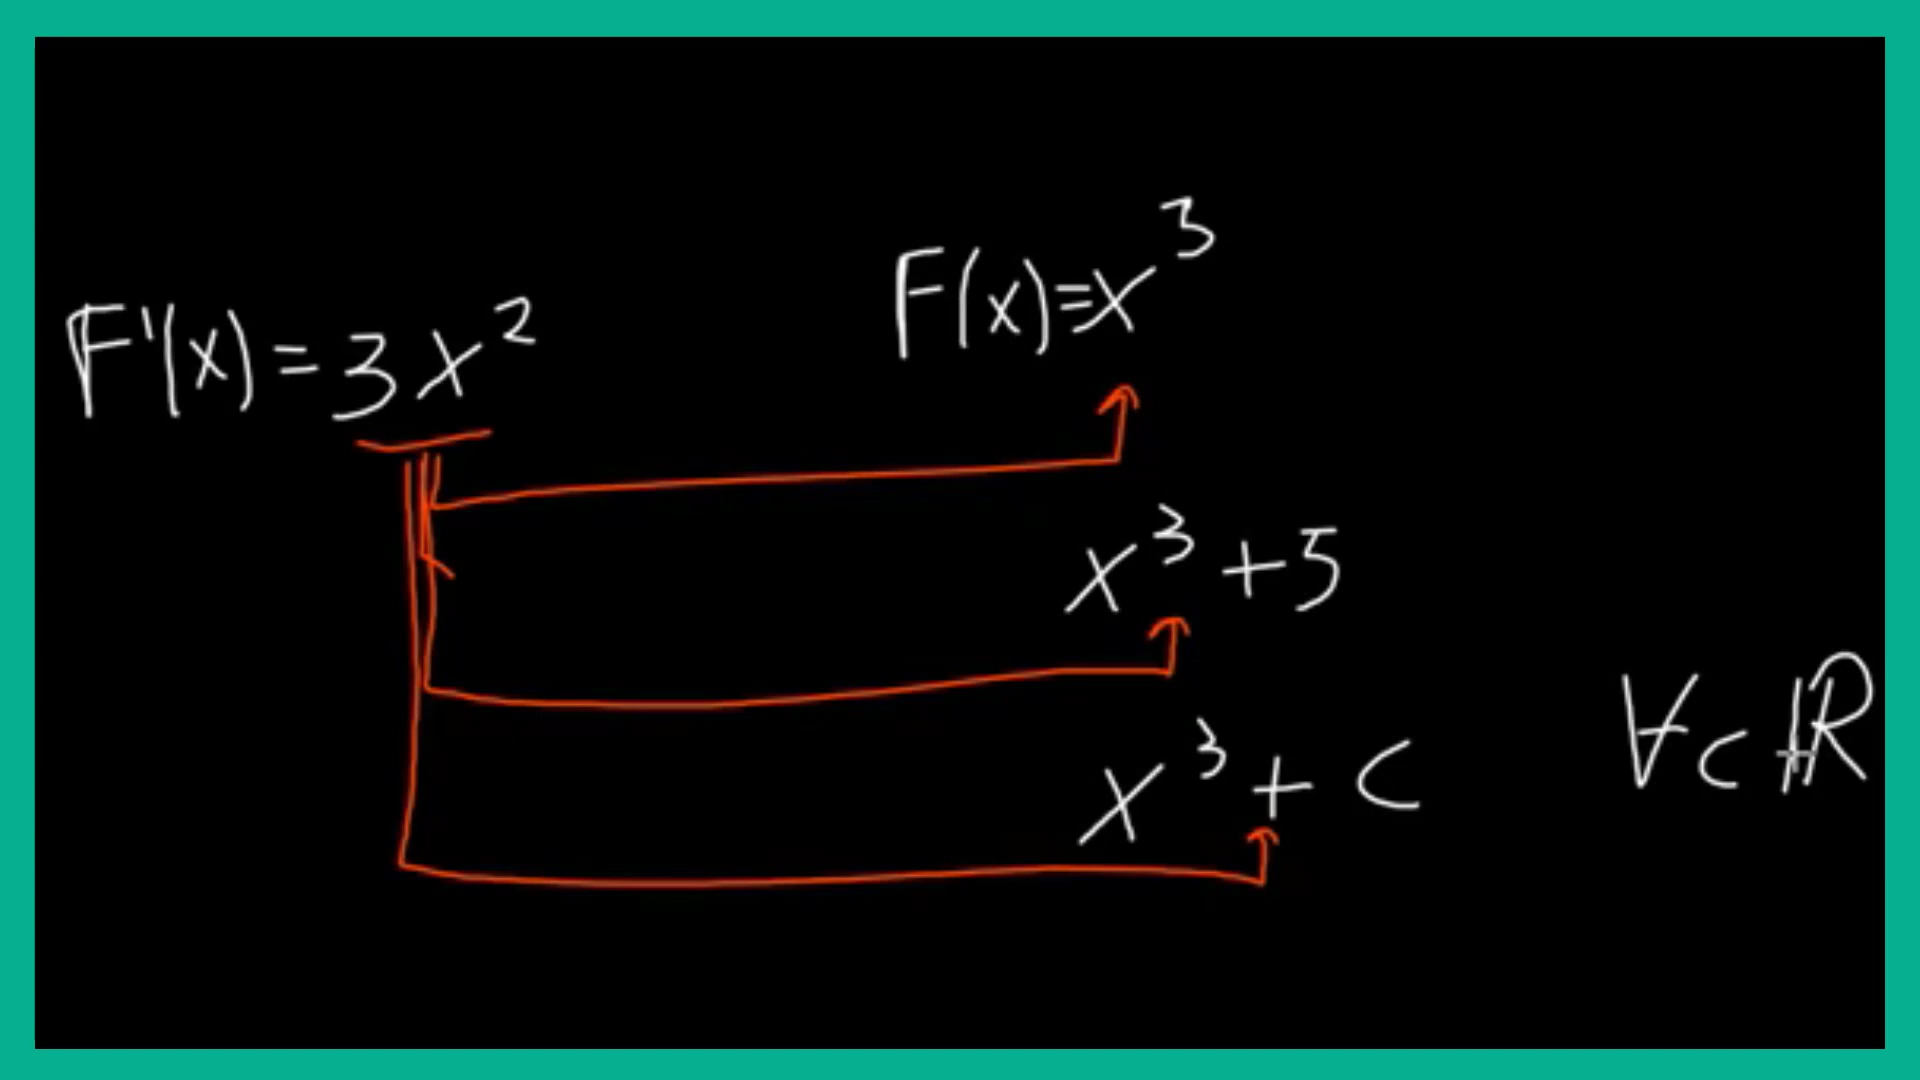 F'(x) = 3x²
F(x) = x³
x³ + 5
x³ + c
∀c ℝ